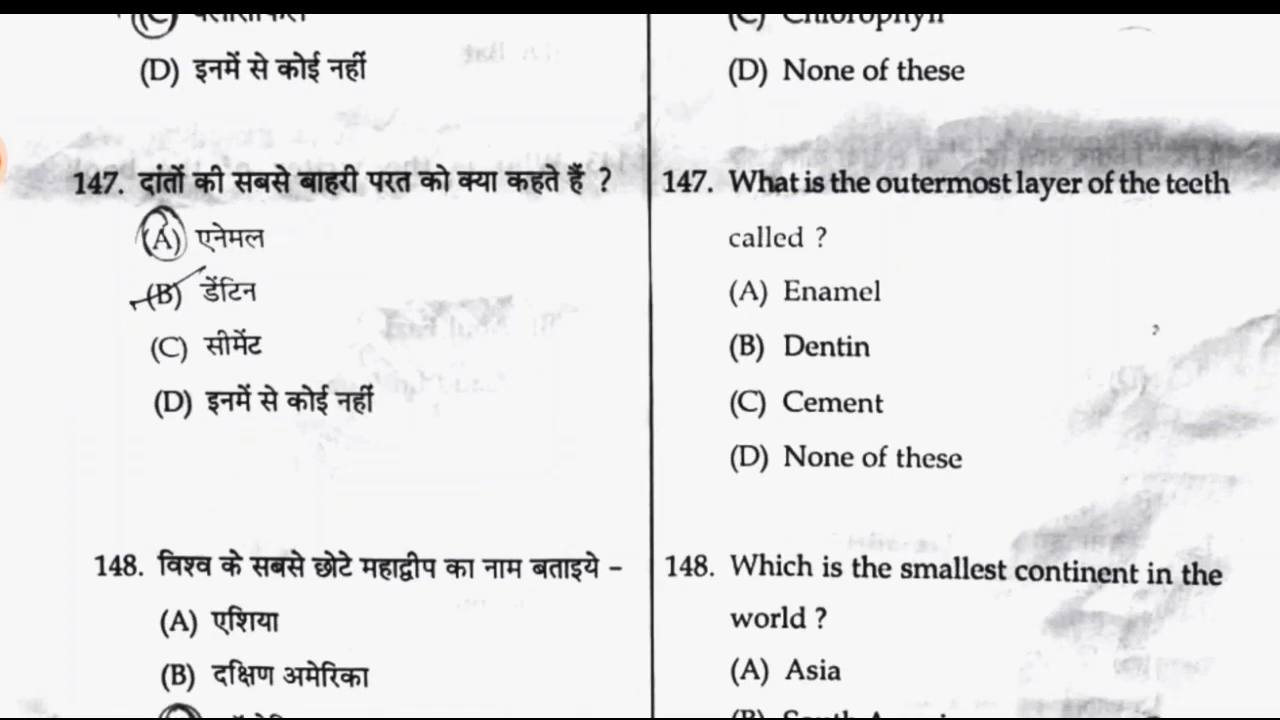 (D) इनमें से कोई नहीं
147. दांतों की सबसे बाहरी परत को क्या कहते हैं ?
(A) एनेमल
(B) डेंटिन
(C) सीमेंट
(D) इनमें से कोई नहीं
148. विश्व के सबसे छोटे महाद्वीप का नाम बताइये –
(A) एशिया
(B) दक्षिण अमेरिका
(C) Chlorophyll
(D) None of these
147. What is the outermost layer of the teeth
called ?
(A) Enamel
(B) Dentin
(C) Cement
(D) None of these
148. Which is the smallest continent in the
world ?
(A) Asia
(B) South